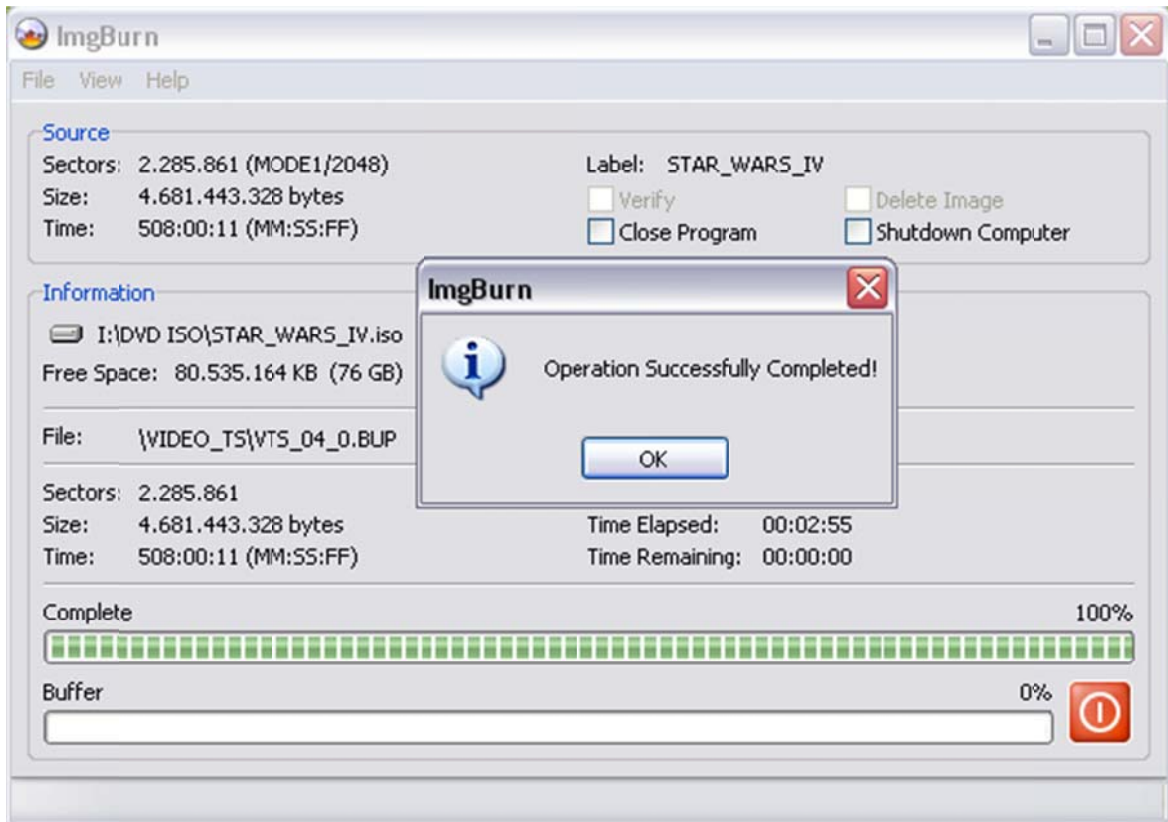 ImgBurn
File View Help
Source
Sectors: 2.285.861 (MODE1/2048)
Size: 4.681.443.328 bytes
Time: 508:00:11 (MM:SS:FF)
Label: STAR_WARS_IV
Verify Delete Image
Close Program Shutdown Computer
Information
I:\DVD ISO\STAR_WARS_IV.iso
Free Space: 80.535.164 KB (76 GB)
File: \VIDEO_TS\VTS_04_0.BUP
ImgBurn
Operation Successfully Completed!
OK
Sectors: 2.285.861
Size: 4.681.443.328 bytes
Time: 508:00:11 (MM:SS:FF)
Time Elapsed: 00:02:55
Time Remaining: 00:00:00
Complete 100%
Buffer 0%